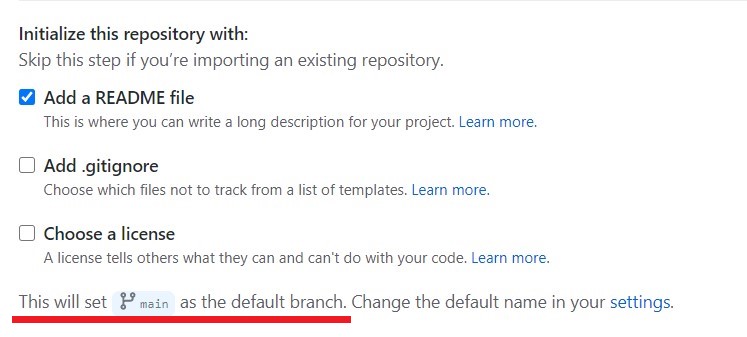 Initialize this repository with:
Skip this step if you're importing an existing repository.
Add a README file
This is where you can write a long description for your project. Learn more.
Add .gitignore
Choose which files not to track from a list of templates. Learn more.
Choose a license
A license tells others what they can and can't do with your code. Learn more.
This will set main as the default branch. Change the default name in your settings.